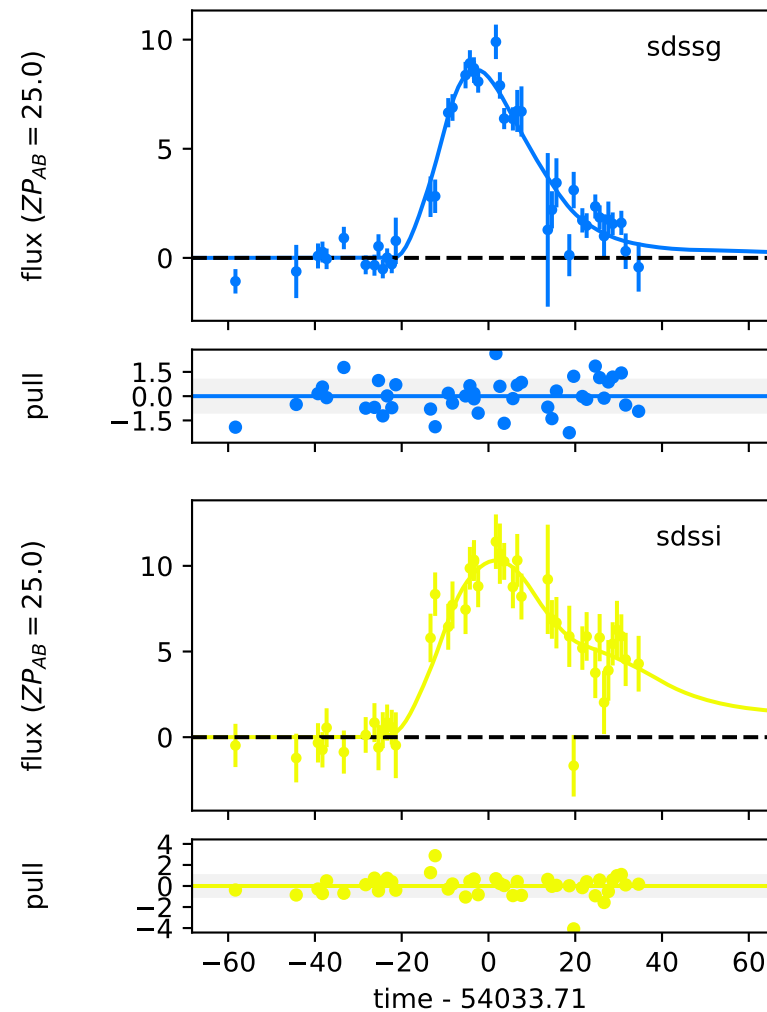 sdssg
10
5
0
flux (ZP_AB = 25.0)
1.5
0.0
−1.5
pull
sdssi
10
5
0
flux (ZP_AB = 25.0)
4
2
0
−2
−4
pull
−60 −40 −20 0 20 40 60
time - 54033.71